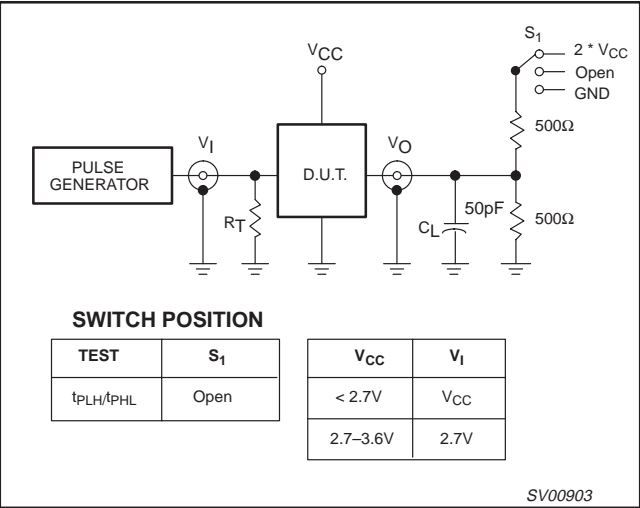 S1
2 * VCC
Open
GND
VCC
500Ω
VI
VO
PULSE
GENERATOR
D.U.T.
RT
50pF
CL
500Ω
SWITCH POSITION
TEST S1
tPLH/tPHL Open
VCC VI
< 2.7V VCC
2.7–3.6V 2.7V
SV00903